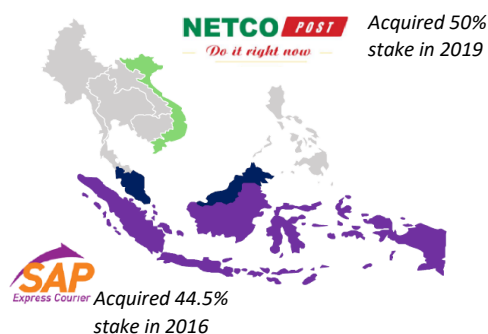 NETCO POST
Do it right now
Acquired 50%
stake in 2019
SAP
Express Courier
Acquired 44.5%
stake in 2016